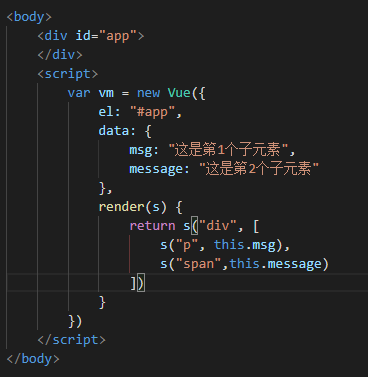 <body>
    <div id="app">
    </div>
    <script>
        var vm = new Vue({
            el: "#app",
            data: {
                msg: "这是第1个子元素",
                message: "这是第2个子元素"
            },
            render(s) {
                return s("div", [
                    s("p", this.msg),
                    s("span",this.message)
                ])
            }
        })
    </script>
</body>